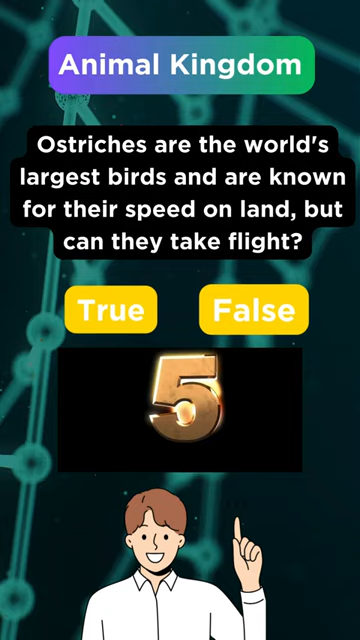 Animal Kingdom
Ostriches are the world's
largest birds and are known
for their speed on land, but
can they take flight?
True
False
5